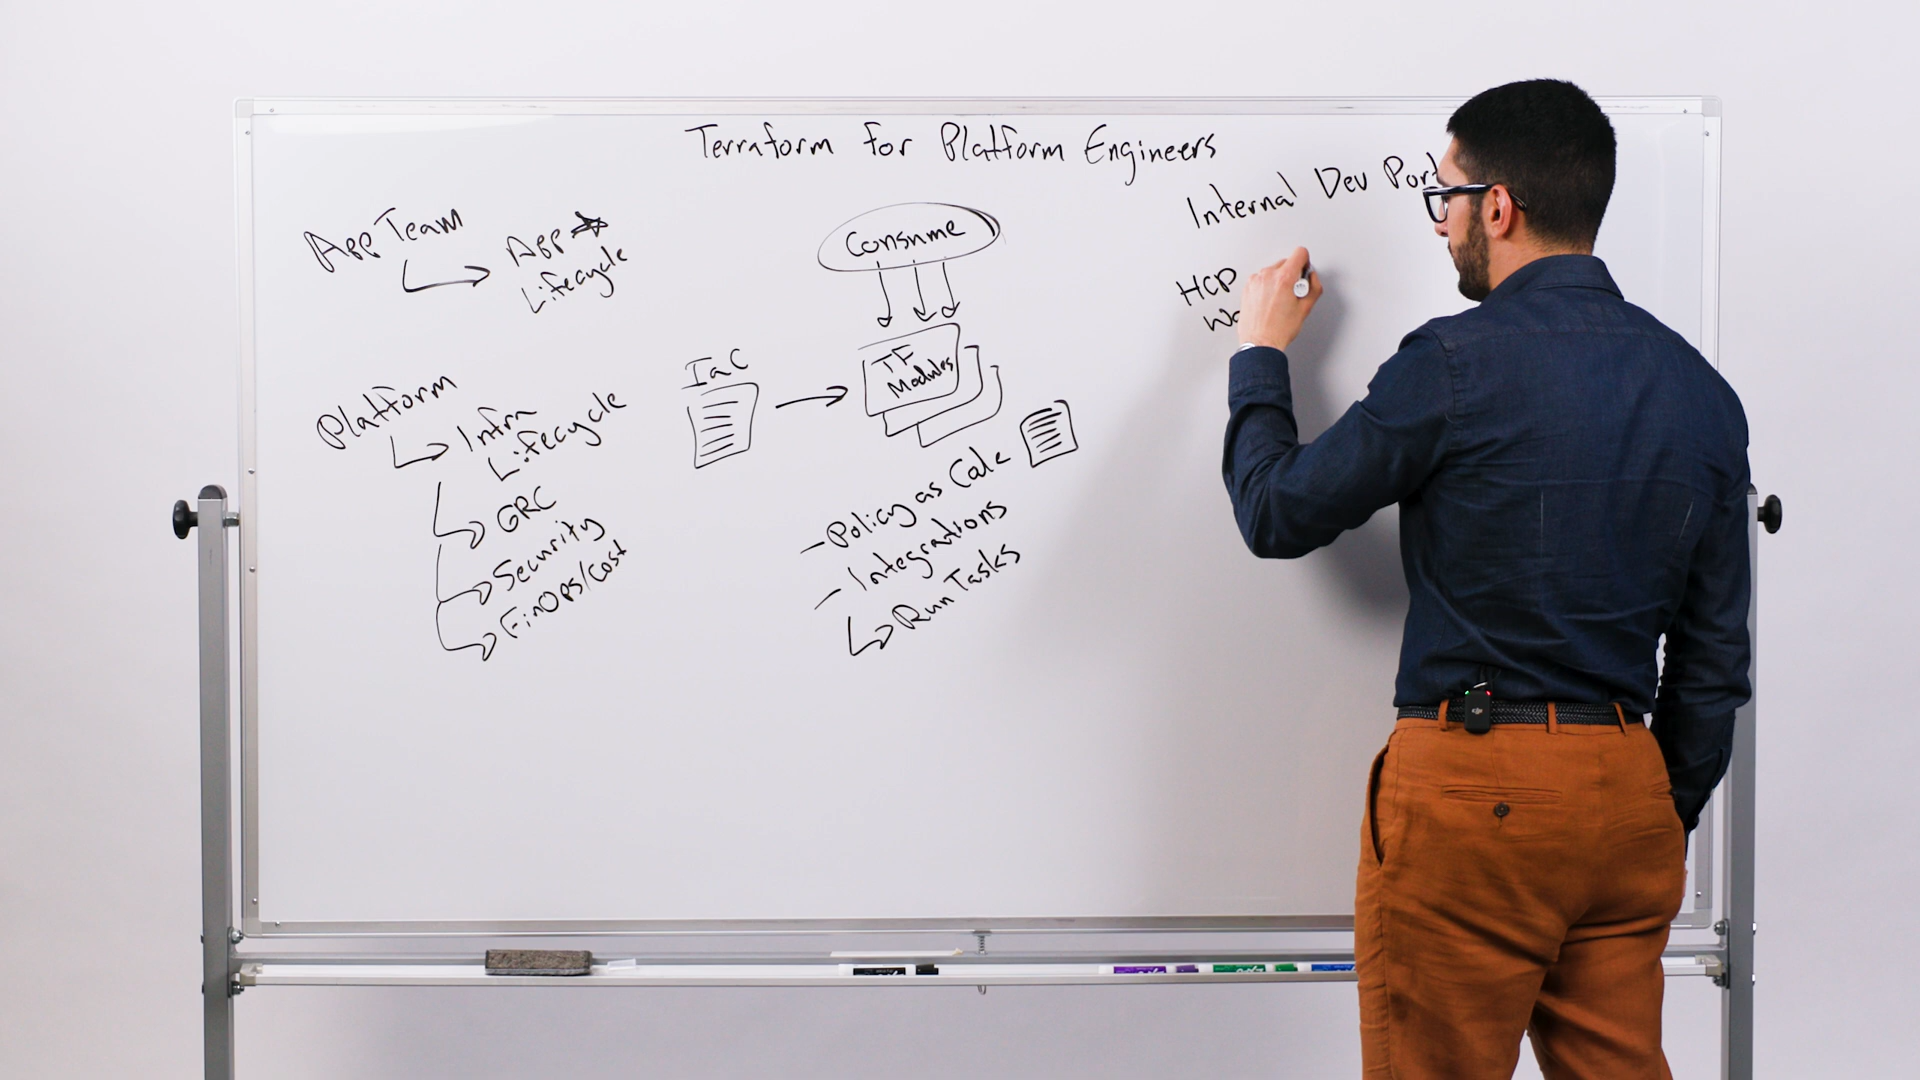 Terraform for Platform Engineers
App Team
App
Lifecycle
Platform
Infra
Lifecycle
GRC
Security
FinOps/Cost
IaC
Consume
TF
Modules
Policy as Code
Integrations
Run Tasks
Internal Dev Port
HCP